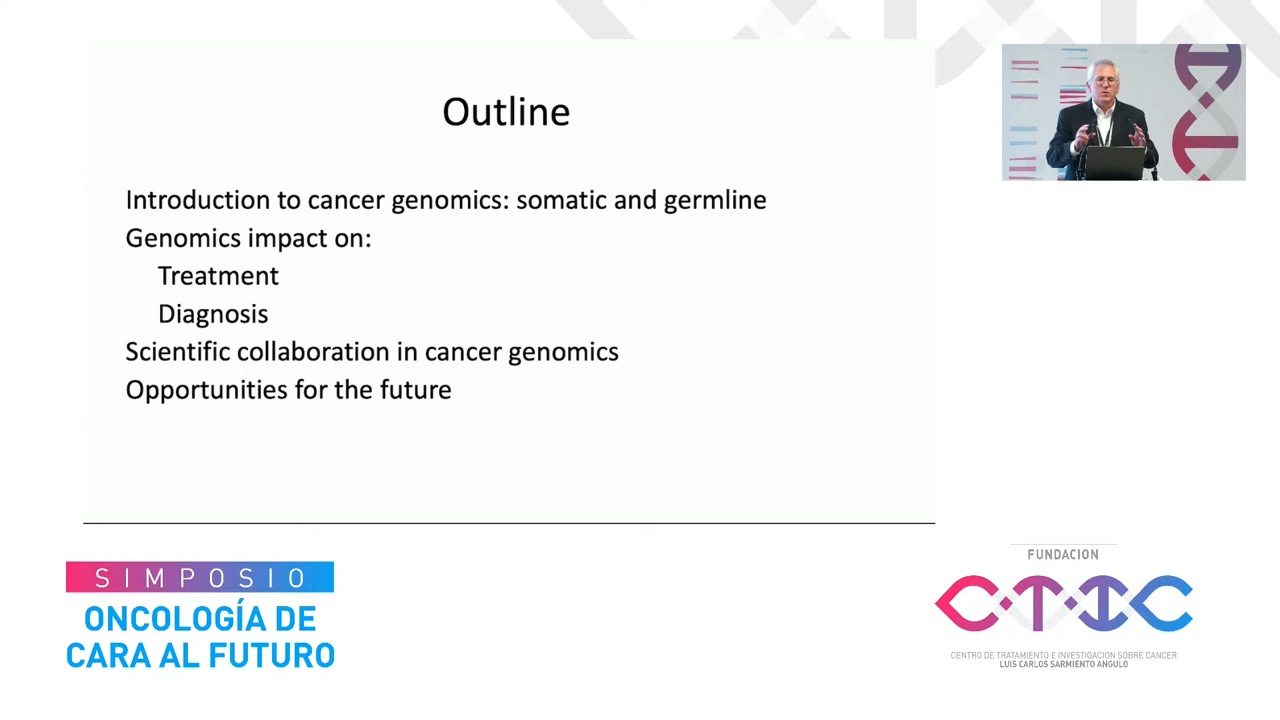 Outline
Introduction to cancer genomics: somatic and germline
Genomics impact on:
Treatment
Diagnosis
Scientific collaboration in cancer genomics
Opportunities for the future
SIMPOSIO
ONCOLOGÍA DE
CARA AL FUTURO
FUNDACION
CTIC
CENTRO DE TRATAMIENTO E INVESTIGACION SOBRE CANCER
LUIS CARLOS SARMIENTO ANGULO